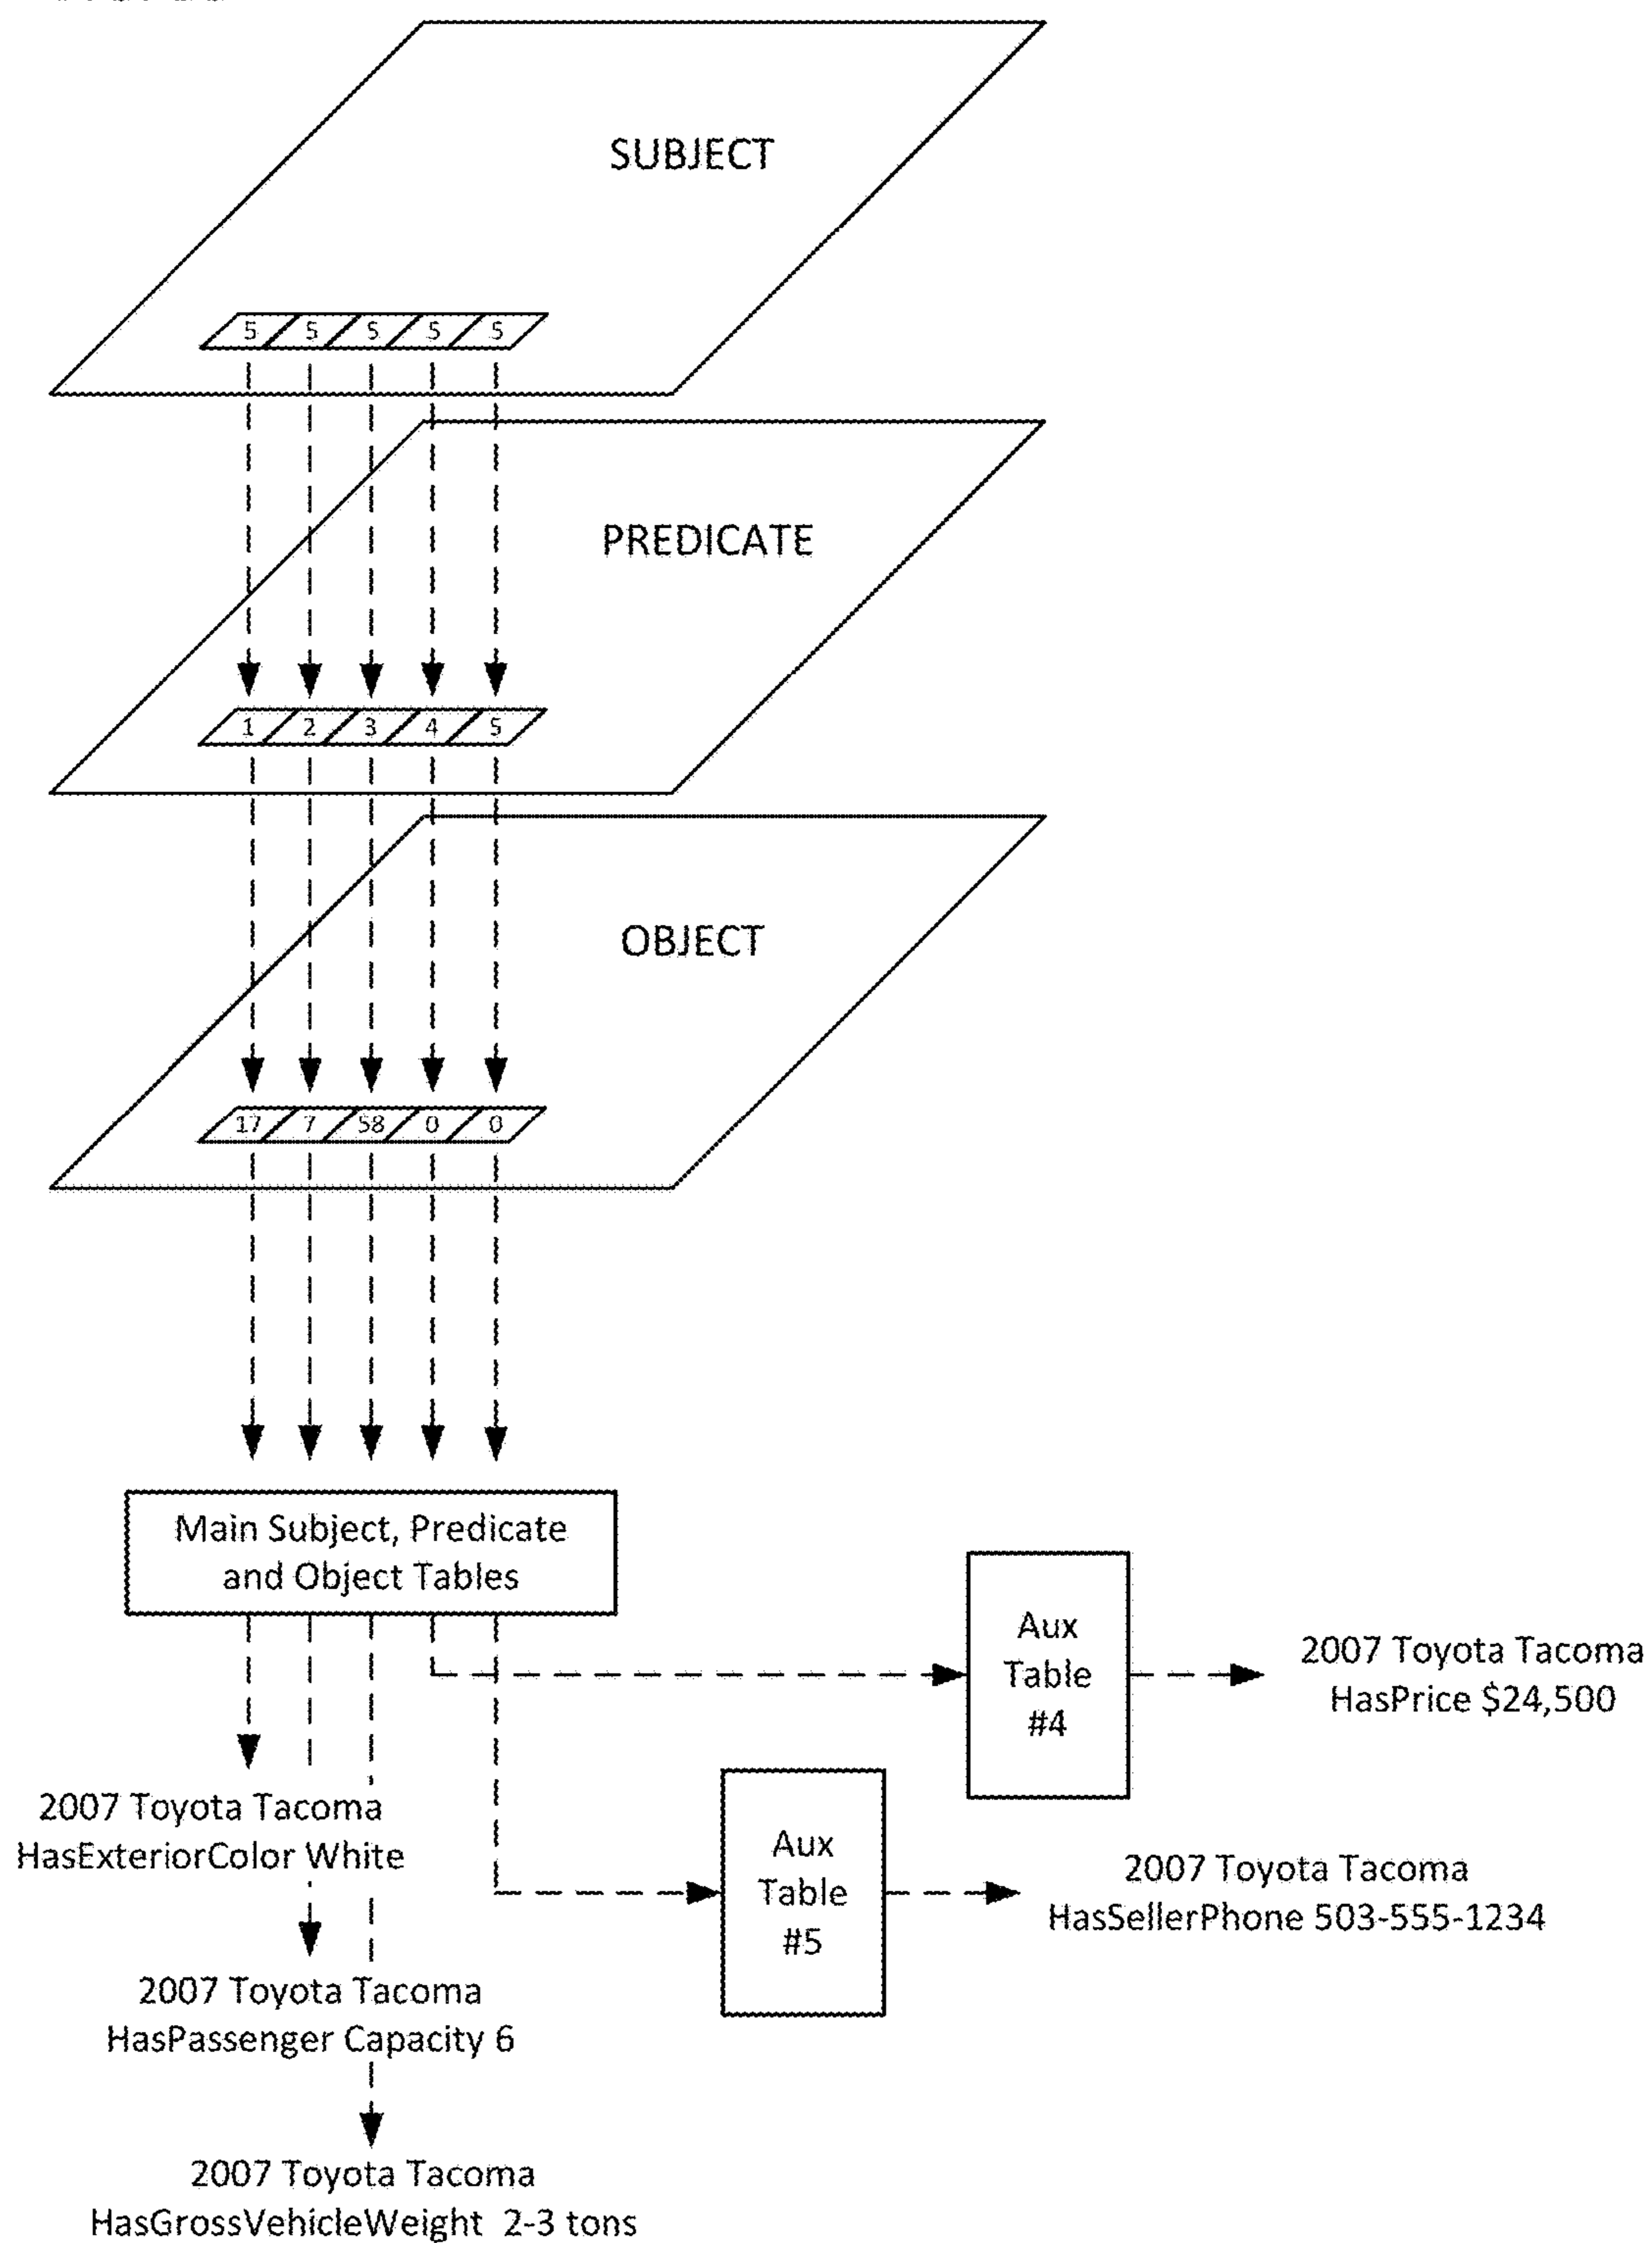 SUBJECT
5 5 5 5 5
PREDICATE
1 2 3 4 5
OBJECT
17 7 58 0 0
Main Subject, Predicate
and Object Tables
Aux
Table
#4
2007 Toyota Tacoma
HasPrice $24,500
Aux
Table
#5
2007 Toyota Tacoma
HasSellerPhone 503-555-1234
2007 Toyota Tacoma
HasExteriorColor White
2007 Toyota Tacoma
HasPassenger Capacity 6
2007 Toyota Tacoma
HasGrossVehicleWeight 2-3 tons